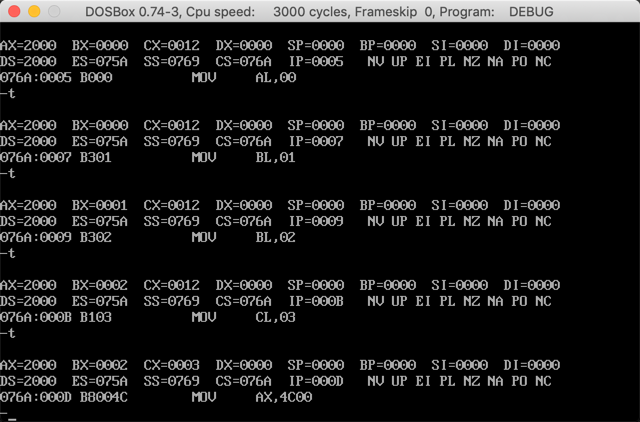 DOSBox 0.74-3, Cpu speed:    3000 cycles, Frameskip  0, Program:    DEBUG
AX=2000  BX=0000  CX=0012  DX=0000  SP=0000  BP=0000  SI=0000  DI=0000
DS=2000  ES=075A  SS=0769  CS=076A  IP=0005   NV UP EI PL NZ NA PO NC
076A:0005 B000          MOV     AL,00
-t
AX=2000  BX=0000  CX=0012  DX=0000  SP=0000  BP=0000  SI=0000  DI=0000
DS=2000  ES=075A  SS=0769  CS=076A  IP=0007   NV UP EI PL NZ NA PO NC
076A:0007 B301          MOV     BL,01
-t
AX=2000  BX=0001  CX=0012  DX=0000  SP=0000  BP=0000  SI=0000  DI=0000
DS=2000  ES=075A  SS=0769  CS=076A  IP=0009   NV UP EI PL NZ NA PO NC
076A:0009 B302          MOV     BL,02
-t
AX=2000  BX=0002  CX=0012  DX=0000  SP=0000  BP=0000  SI=0000  DI=0000
DS=2000  ES=075A  SS=0769  CS=076A  IP=000B   NV UP EI PL NZ NA PO NC
076A:000B B103          MOV     CL,03
-t
AX=2000  BX=0002  CX=0003  DX=0000  SP=0000  BP=0000  SI=0000  DI=0000
DS=2000  ES=075A  SS=0769  CS=076A  IP=000D   NV UP EI PL NZ NA PO NC
076A:000D B8004C        MOV     AX,4C00
-_